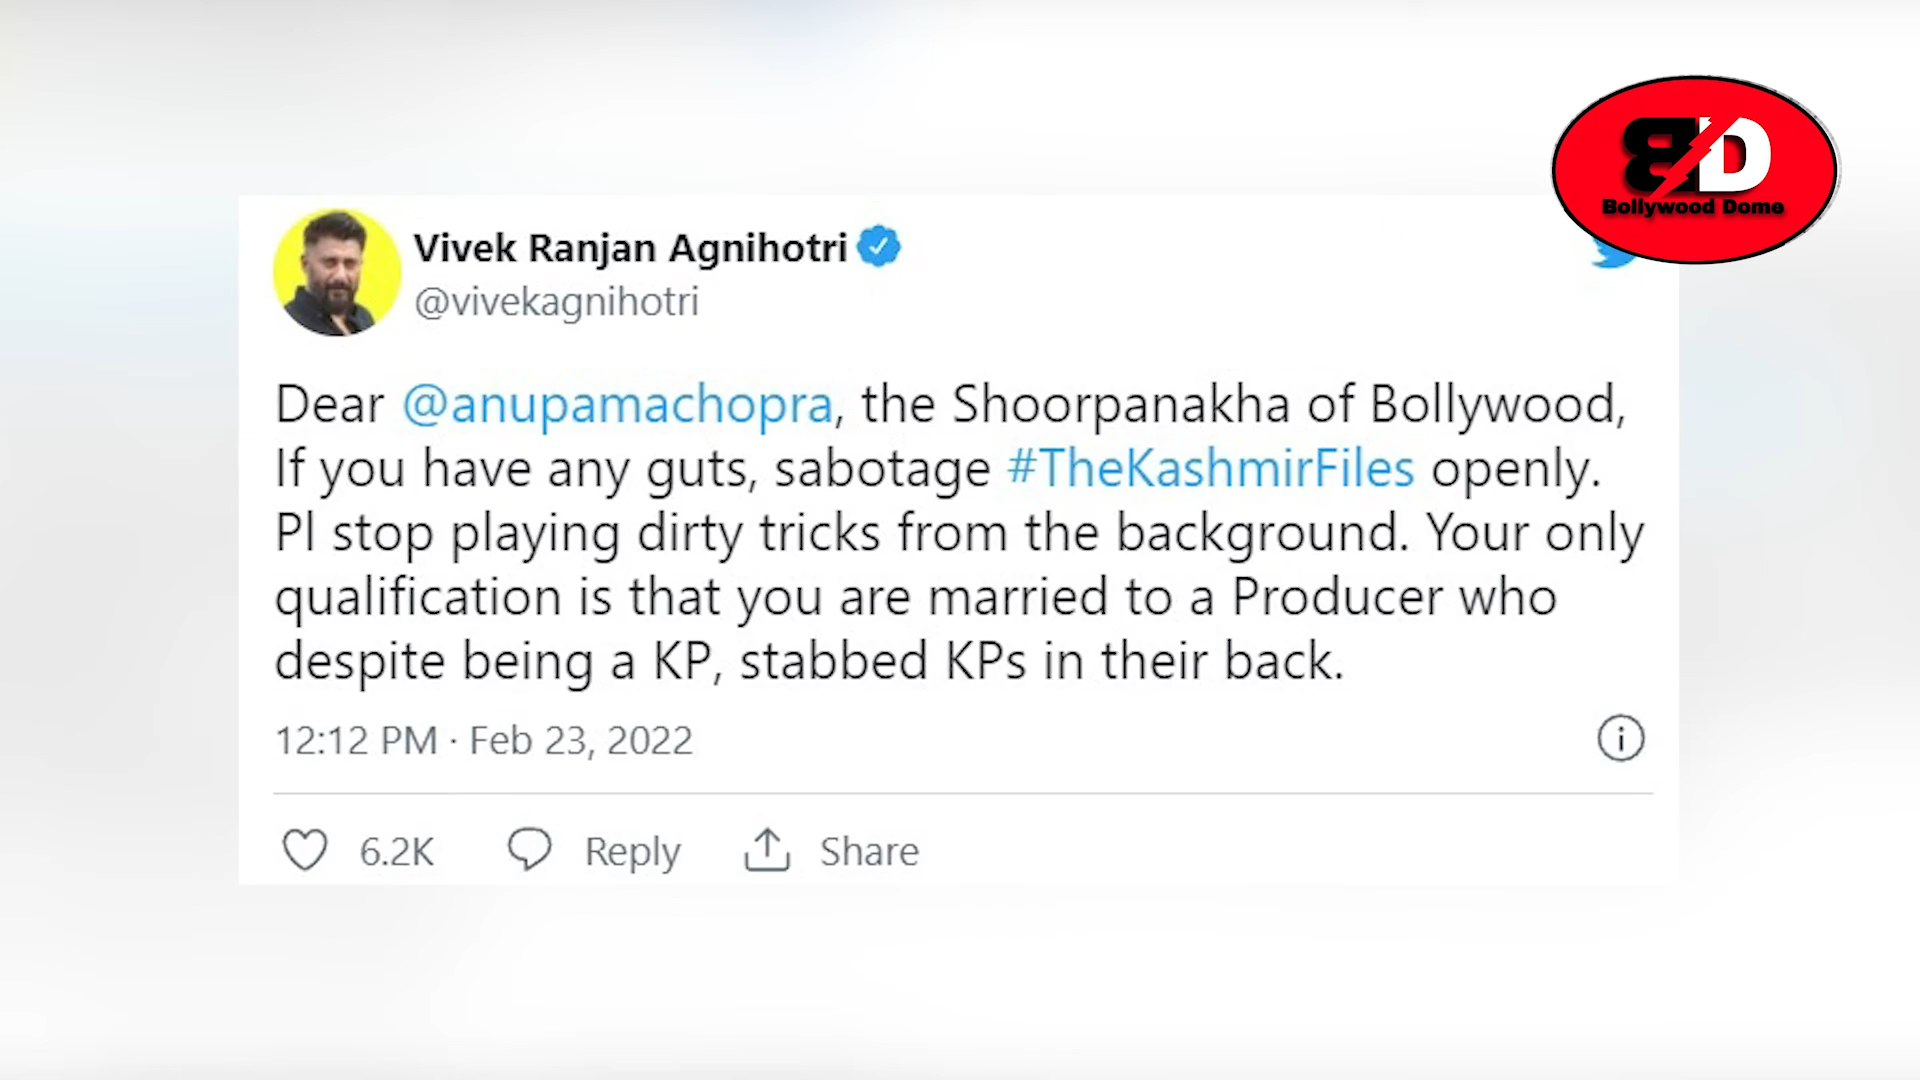 BD
Bollywood Dome
Vivek Ranjan Agnihotri
@vivekagnihotri
Dear @anupamachopra, the Shoorpanakha of Bollywood,
If you have any guts, sabotage #TheKashmirFiles openly.
Pl stop playing dirty tricks from the background. Your only
qualification is that you are married to a Producer who
despite being a KP, stabbed KPs in their back.
12:12 PM · Feb 23, 2022
6.2K Reply Share